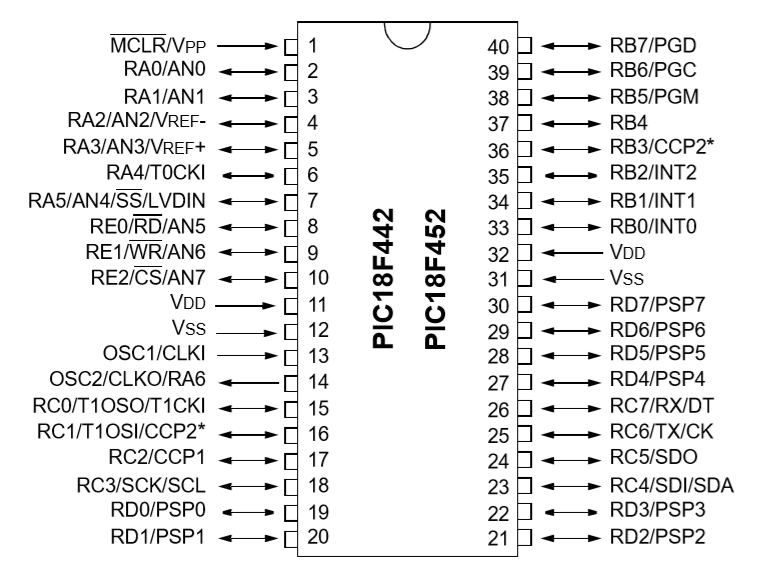 MCLR/VPP 1 40 RB7/PGD
RA0/AN0 2 39 RB6/PGC
RA1/AN1 3 38 RB5/PGM
RA2/AN2/VREF- 4 37 RB4
RA3/AN3/VREF+ 5 36 RB3/CCP2*
RA4/T0CKI 6 35 RB2/INT2
RA5/AN4/SS/LVDIN 7 34 RB1/INT1
RE0/RD/AN5 8 33 RB0/INT0
RE1/WR/AN6 9 32 VDD
RE2/CS/AN7 10 31 VSS
VDD 11 30 RD7/PSP7
VSS 12 29 RD6/PSP6
OSC1/CLKI 13 28 RD5/PSP5
OSC2/CLKO/RA6 14 27 RD4/PSP4
RC0/T1OSO/T1CKI 15 26 RC7/RX/DT
RC1/T1OSI/CCP2* 16 25 RC6/TX/CK
RC2/CCP1 17 24 RC5/SDO
RC3/SCK/SCL 18 23 RC4/SDI/SDA
RD0/PSP0 19 22 RD3/PSP3
RD1/PSP1 20 21 RD2/PSP2
PIC18F442
PIC18F452